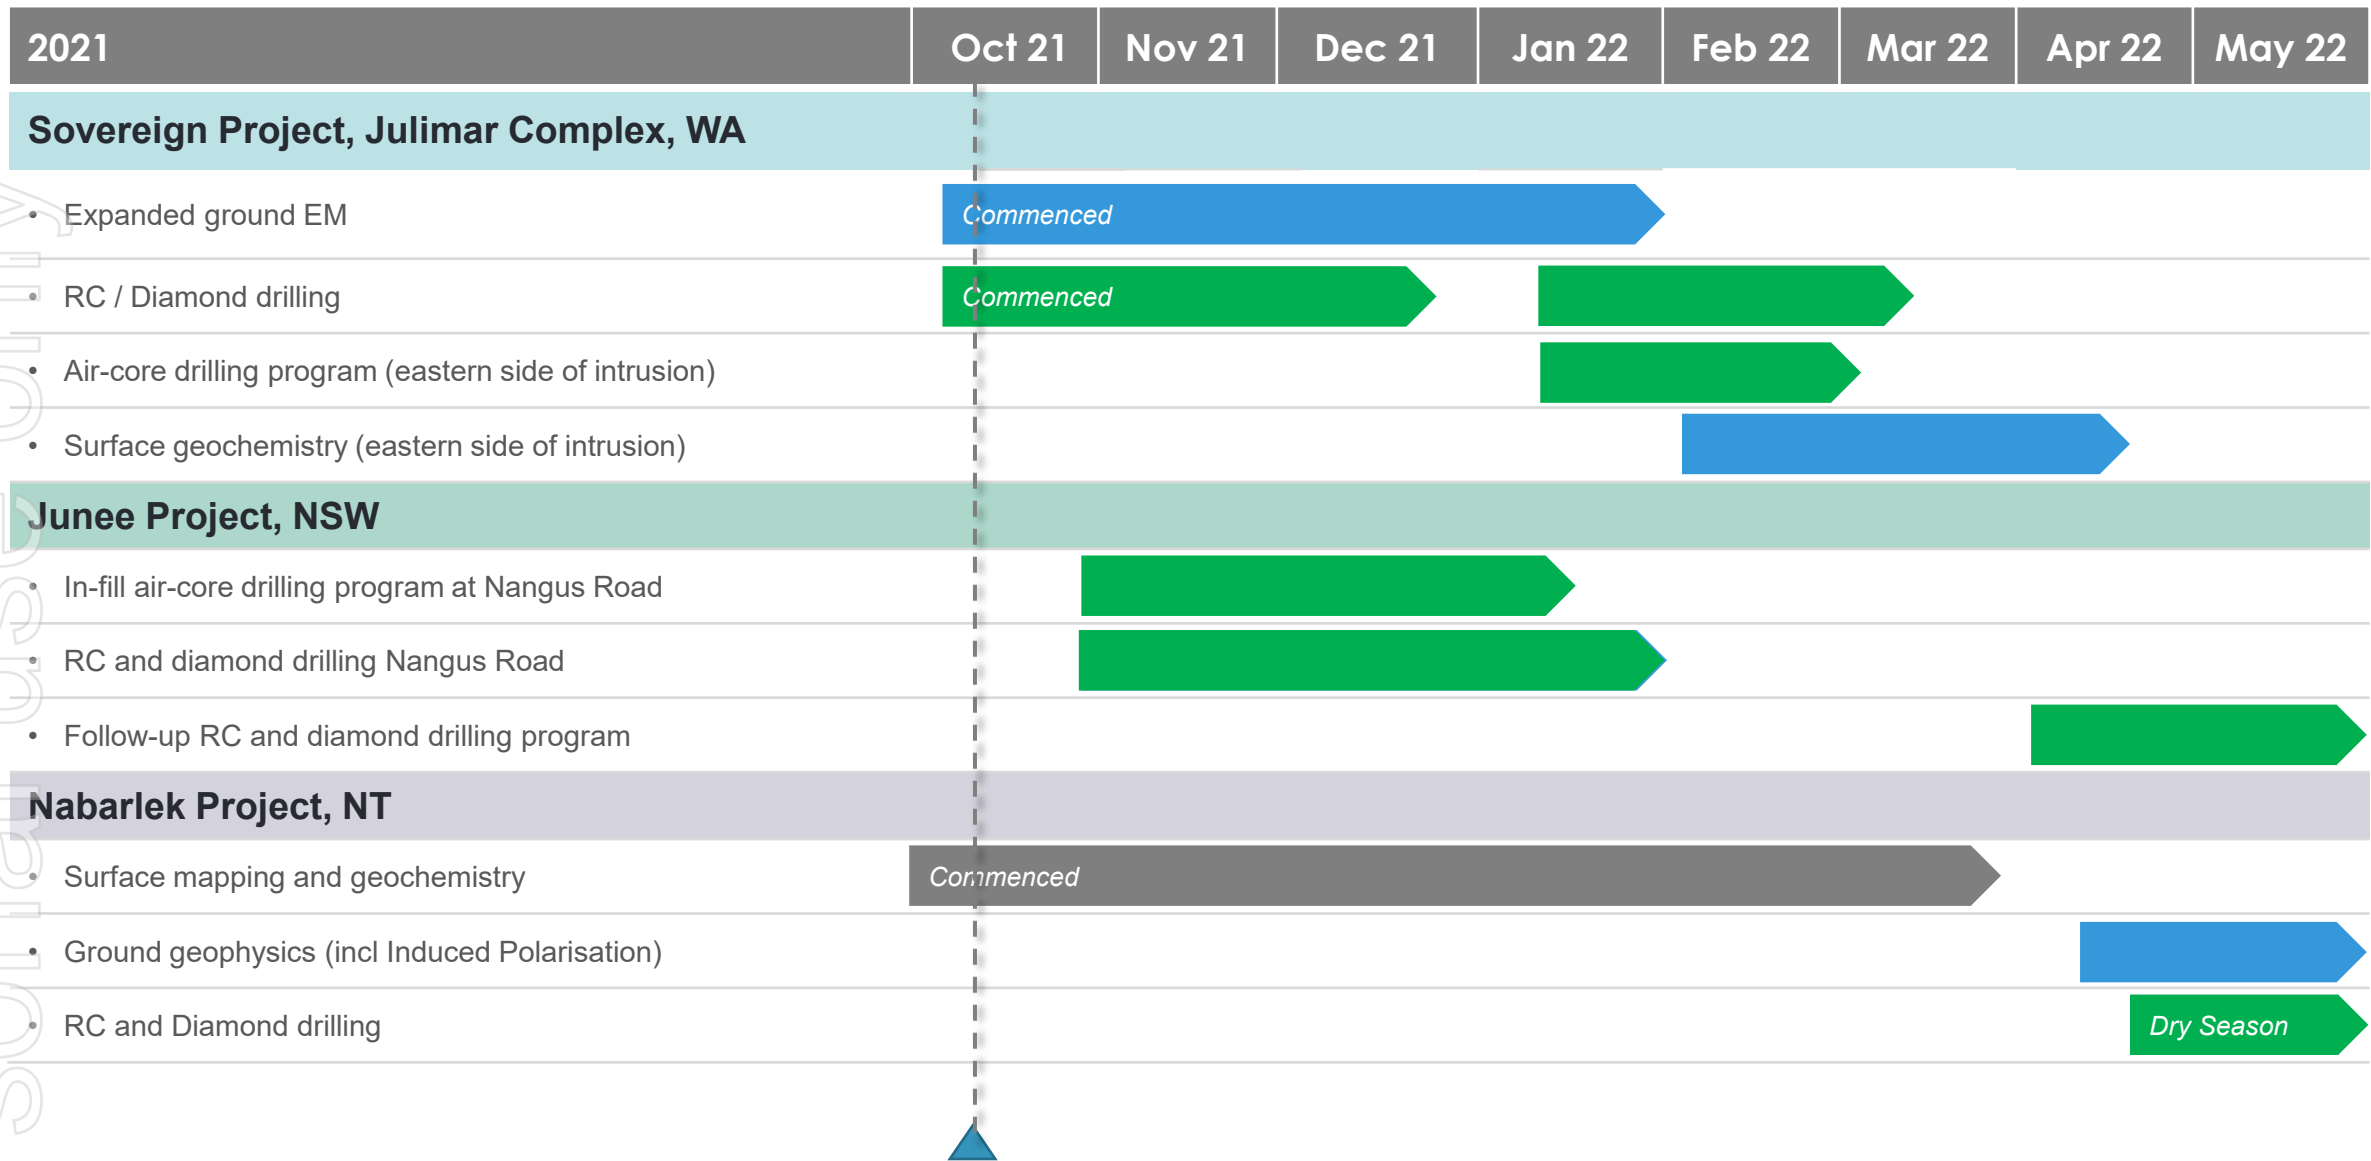 2021 Oct 21 Nov 21 Dec 21 Jan 22 Feb 22 Mar 22 Apr 22 May 22
Sovereign Project, Julimar Complex, WA
• Expanded ground EM Commenced
• RC / Diamond drilling Commenced
• Air-core drilling program (eastern side of intrusion)
• Surface geochemistry (eastern side of intrusion)
Junee Project, NSW
• In-fill air-core drilling program at Nangus Road
• RC and diamond drilling Nangus Road
• Follow-up RC and diamond drilling program
Nabarlek Project, NT
• Surface mapping and geochemistry Commenced
• Ground geophysics (incl Induced Polarisation)
• RC and Diamond drilling Dry Season